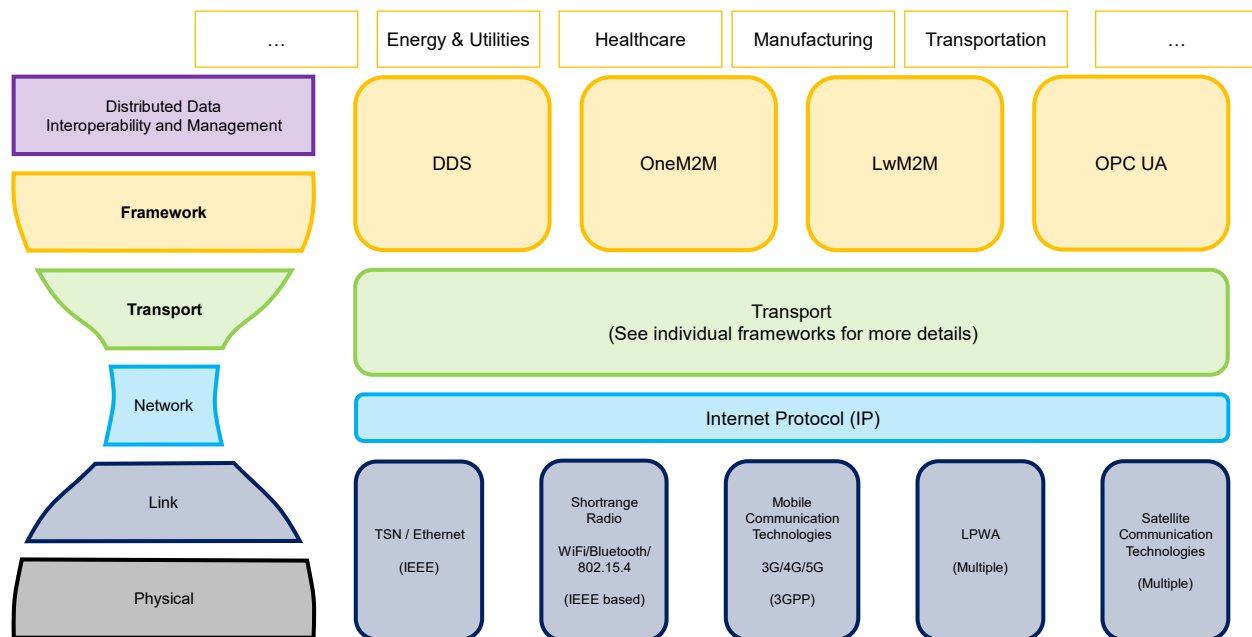 …
Energy & Utilities
Healthcare
Manufacturing
Transportation
…
Distributed Data
Interoperability and Management
Framework
DDS
OneM2M
LwM2M
OPC UA
Transport
Transport
(See individual frameworks for more details)
Network
Internet Protocol (IP)
Link
Physical
TSN / Ethernet
(IEEE)
Shortrange
Radio
WiFi/Bluetooth/
802.15.4
(IEEE based)
Mobile
Communication
Technologies
3G/4G/5G
(3GPP)
LPWA
(Multiple)
Satellite
Communication
Technologies
(Multiple)